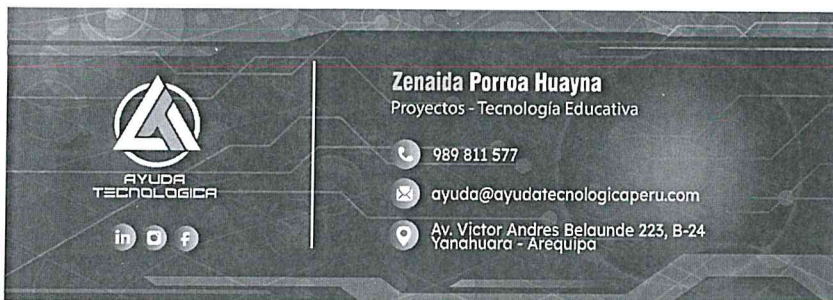 AYUDA
TECNOLOGICA
in
f
Zenaida Porroa Huayna
Proyectos - Tecnología Educativa
989 811 577
ayuda@ayudatecnologicaperu.com
Av. Victor Andres Belaunde 223, B-24
Yanahuara - Arequipa